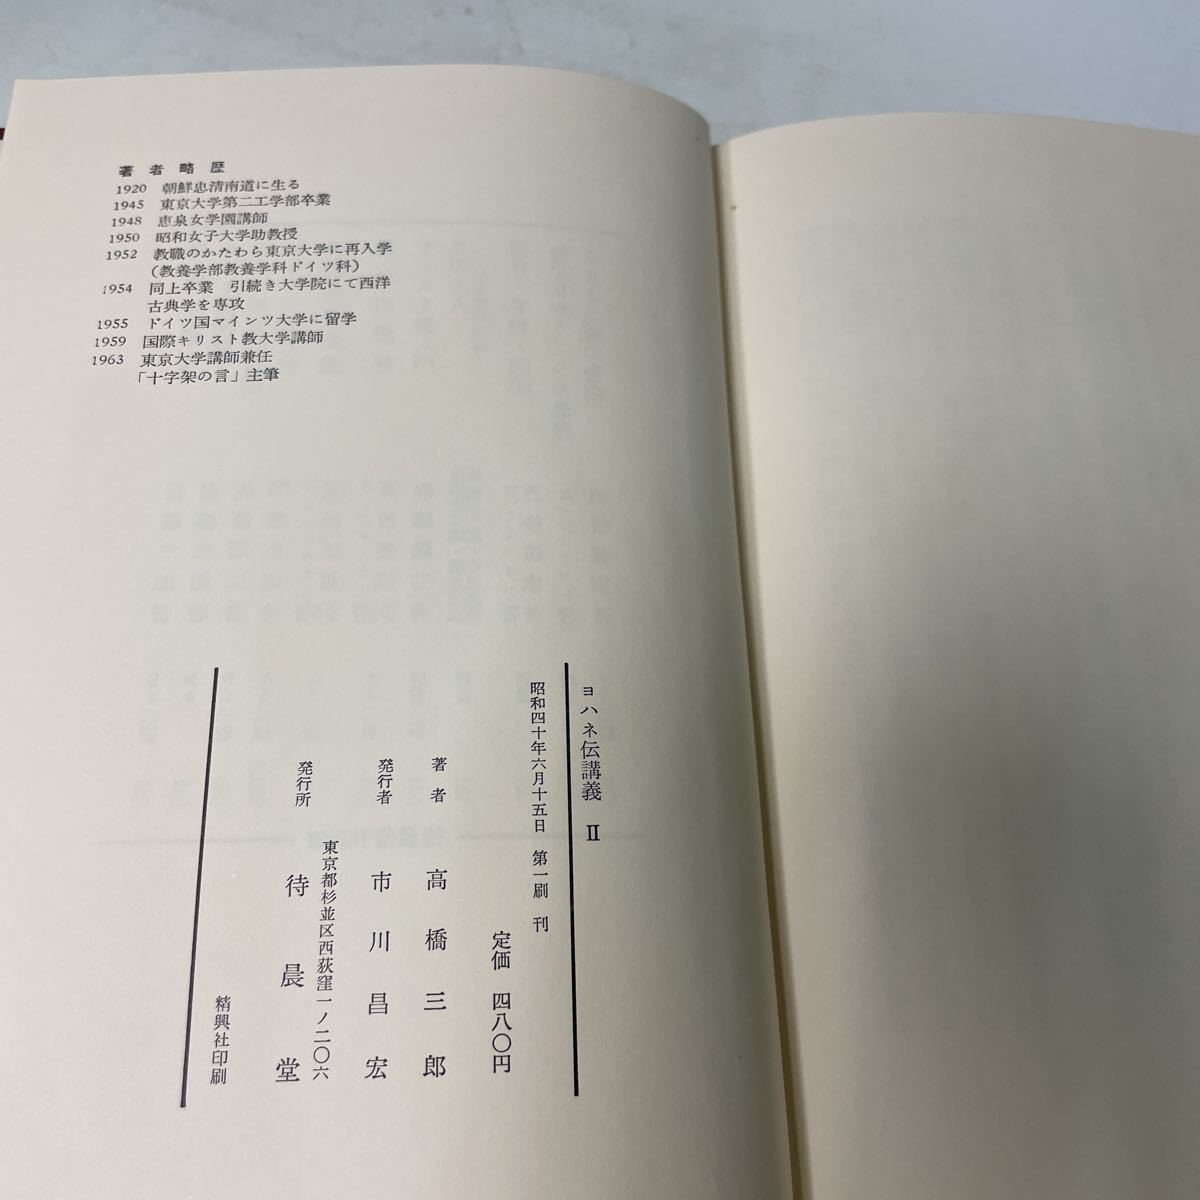 著者略歴
1920 朝鮮忠清南道に生る
1945 東京大学第二工学部卒業
1948 恵泉女学園講師
1950 昭和女子大学助教授
1952 教職のかたわら東京大学に再入学
(教養学部教養学科ドイツ科)
1954 同上卒業 引続き大学院にて西洋
古典学を専攻
1955 ドイツ国マインツ大学に留学
1959 国際キリスト教大学講師
1963 東京大学講師兼任
「十字架の言」主筆
ヨハネ伝講義 Ⅱ
昭和四十年六月十五日 第一刷 刊
定価 四八〇円
著者 高橋三郎
発行者 市川昌宏
東京都杉並区西荻窪一ノ二〇六
発行所 待晨堂
精興社印刷